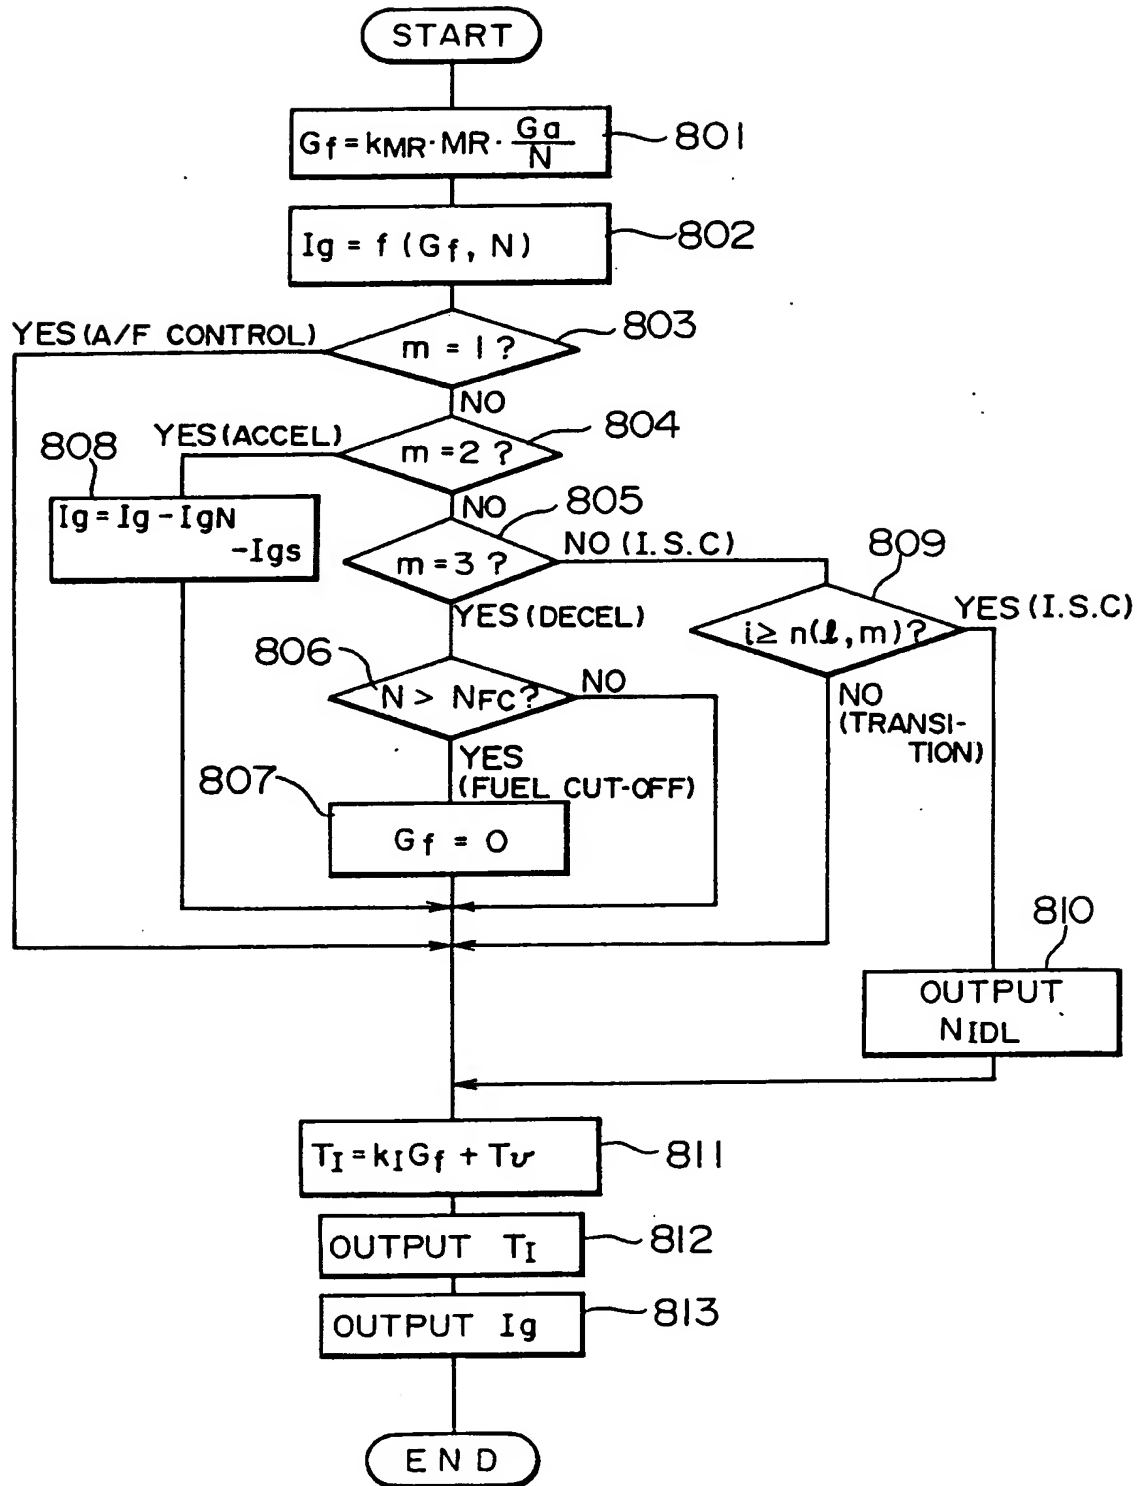 START
Gf = kMR · MR · Ga/N
801
Ig = f (Gf, N)
802
YES (A/F CONTROL)
m = 1 ?
803
NO
YES (ACCEL)
m = 2 ?
804
808
NO
Ig = Ig - IgN
- Igs
m = 3 ?
805
NO (I.S.C)
809
YES (DECEL)
i ≥ n(ℓ, m) ?
YES (I.S.C)
806
N > NFC ?
NO
NO
(TRANSI-
TION)
YES
(FUEL CUT-OFF)
807
Gf = 0
810
OUTPUT
NIDL
TI = kI Gf + Tv
811
OUTPUT TI
812
OUTPUT Ig
813
END